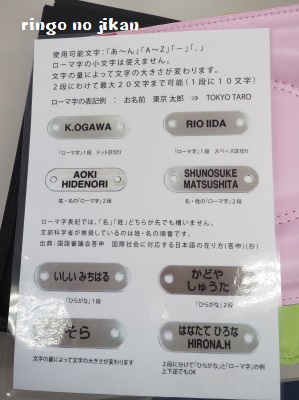 ringo no jikan
使用可能文字:「あ~ん」「A~Z」「ー」「.」
ローマ字の小文字は使えません。
文字の量によって文字の大きさが変わります。
2段にわけて最大20文字まで可能(1段に10文字)
ローマ字の表記例 : お名前 東京 太郎 ⇒ TOKYO TARO
K.OGAWA
RIO IIDA
「ローマ字」1段 ドット区切り
「ローマ字」1段 スペース区切り
AOKI
HIDENORI
SHUNOSUKE
MATSUSHITA
姓・名の「ローマ字」2段
名・姓の「ローマ字」2段
ローマ字表記では、「名」「姓」どちらが先でも構いません。
文部科学省が推奨しているのは姓・名の順番です。
出典:国語審議会答申 国際社会に対応する日本語の在り方(答申)(抄)
いしい みちはる
かどや
しゅうた
「ひらがな」1段
「ひらがな」2段
そら
はなたて ひろな
HIRONA.H
文字の量によって文字の大きさが変わります
2段に分けて「ひらがな」と「ローマ字」の例
上下逆でもOK